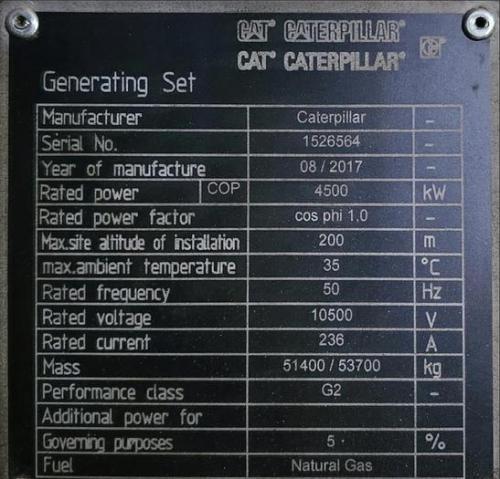 CAT® CATERPILLAR®
CAT® CATERPILLAR®
Generating Set
Manufacturer Caterpillar -
Serial No. 1526564 -
Year of manufacture 08 / 2017 -
Rated power COP 4500 kW
Rated power factor cos phi 1.0 -
Max.site altitude of installation 200 m
max.ambient temperature 35 °C
Rated frequency 50 Hz
Rated voltage 10500 V
Rated current 236 A
Mass 51400 / 53700 kg
Performance class G2 -
Additional power for
Governing purposes 5 %
Fuel Natural Gas